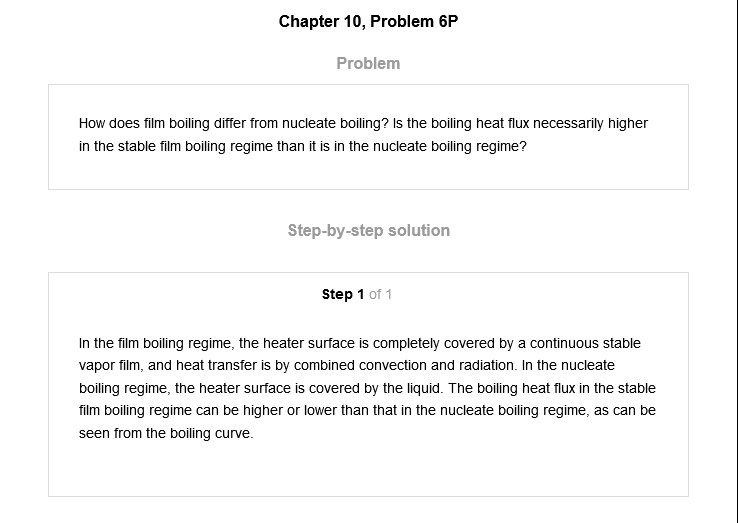 Chapter 10, Problem 6P
Problem
How does film boiling differ from nucleate boiling? Is the boiling heat flux necessarily higher
in the stable film boiling regime than it is in the nucleate boiling regime?
Step-by-step solution
Step 1 of 1
In the film boiling regime, the heater surface is completely covered by a continuous stable
vapor film, and heat transfer is by combined convection and radiation. In the nucleate
boiling regime, the heater surface is covered by the liquid. The boiling heat flux in the stable
film boiling regime can be higher or lower than that in the nucleate boiling regime, as can be
seen from the boiling curve.